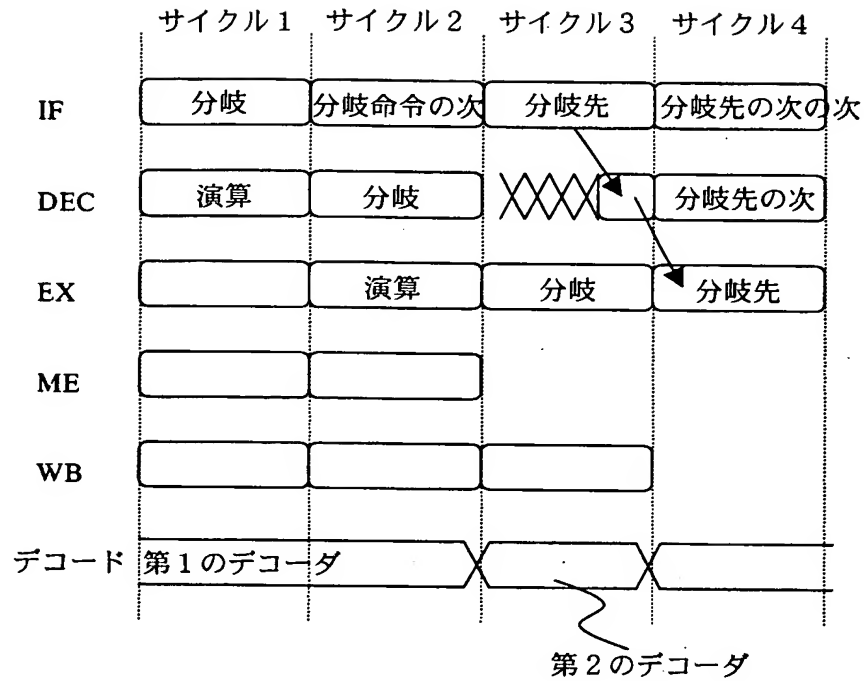 サイクル1 サイクル2 サイクル3 サイクル4
IF 分岐 分岐命令の次 分岐先 分岐先の次の次
DEC 演算 分岐 分岐先の次
EX 演算 分岐 分岐先
ME
WB
デコード 第1のデコーダ
第2のデコーダ